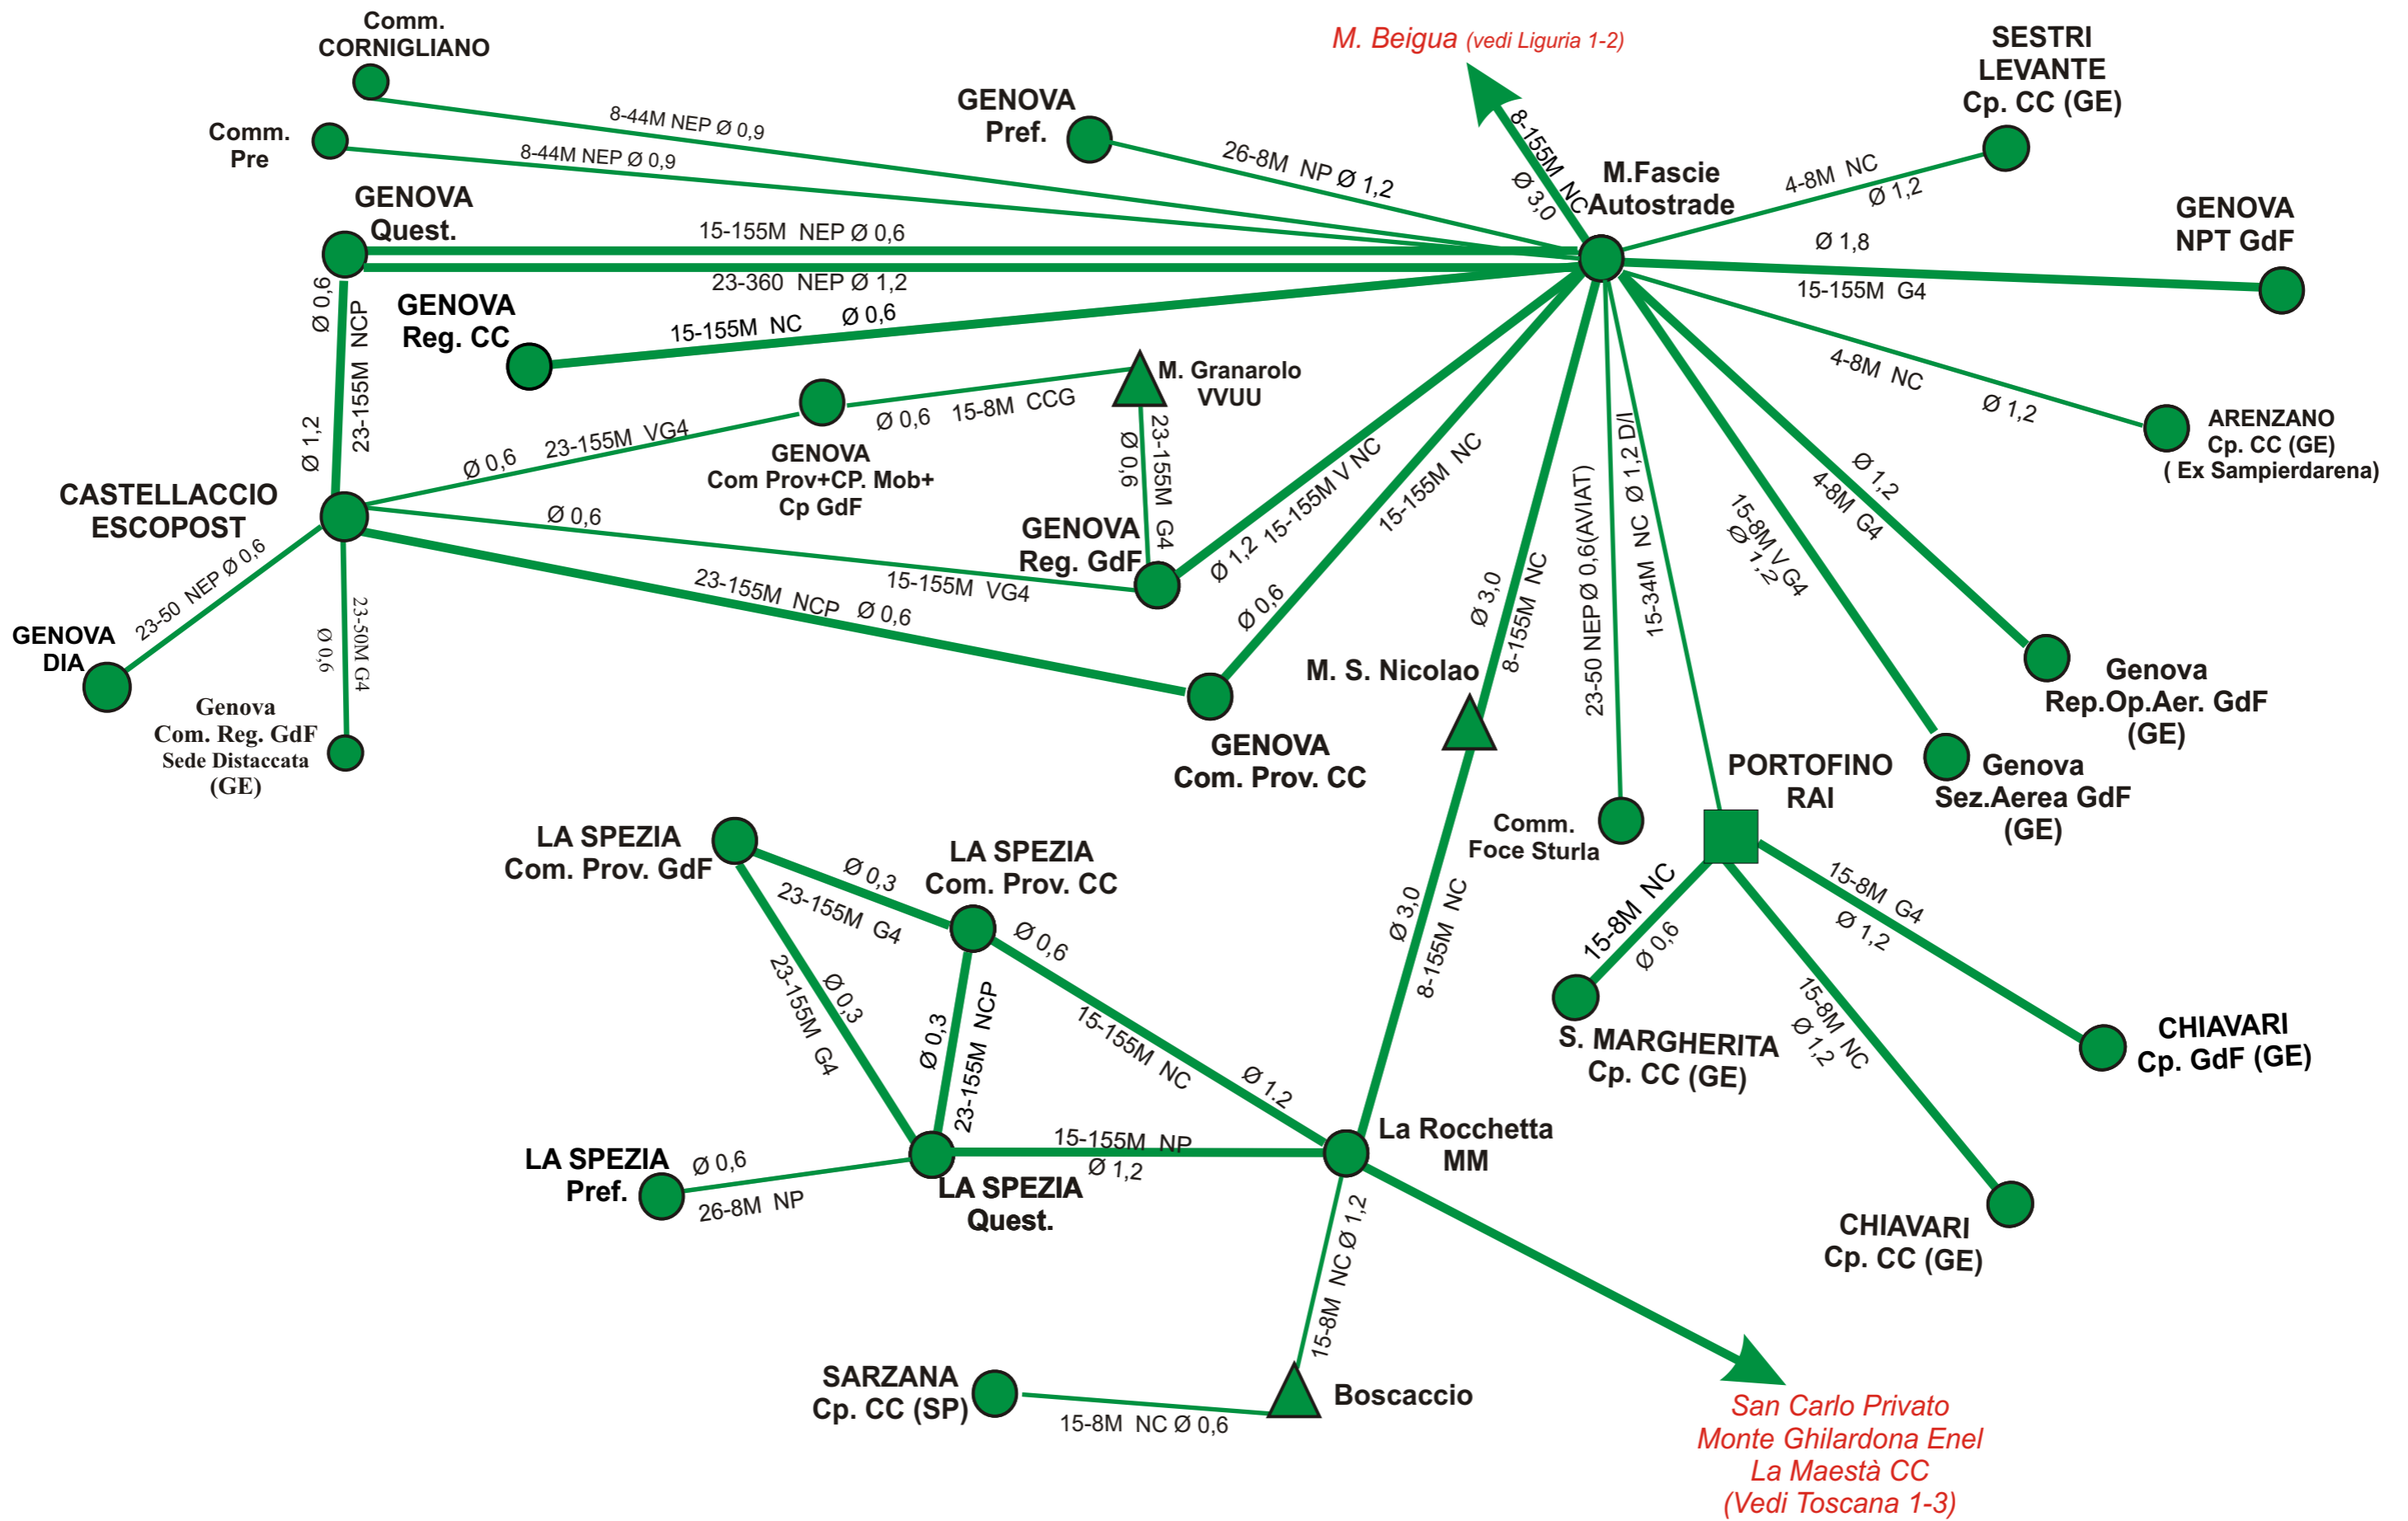 Comm.
CORNIGLIANO
Comm.
Pre
8-44M NEP Ø 0,9
8-44M NEP Ø 0,9
GENOVA
Pref.
26-8M NP Ø 1,2
M. Beigua (vedi Liguria 1-2)
8-155M NC
Ø 3,0
M.Fascie
Autostrade
SESTRI
LEVANTE
Cp. CC (GE)
4-8M NC
Ø 1,2
GENOVA
NPT GdF
Ø 1,8
15-155M G4
GENOVA
Quest.
15-155M NEP Ø 0,6
23-360 NEP Ø 1,2
Ø 0,6
23-155M NCP
Ø 1,2
GENOVA
Reg. CC
15-155M NC Ø 0,6
M. Granarolo
VVUU
Ø 0,6 15-8M CCG
GENOVA
Com Prov+CP. Mob+
Cp GdF
Ø 0,6 23-155M VG4
23-155M G4
Ø 0,6
4-8M NC
Ø 1,2
ARENZANO
Cp. CC (GE)
( Ex Sampierdarena)
CASTELLACCIO
ESCOPOST
Ø 0,6
15-155M VG4
GENOVA
Reg. GdF
Ø 1,2 15-155M V NC
15-155M NC
Ø 0,6
23-155M NCP Ø 0,6
GENOVA
Com. Prov. CC
23-50 NEP Ø 0,6
GENOVA
DIA
23-50M G4
Ø 0,6
Genova
Com. Reg. GdF
Sede Distaccata
(GE)
Ø 3,0
8-155M NC
M. S. Nicolao
23-50 NEP Ø 0,6(AVIAT)
15-34M NC Ø 1,2 D/I
Comm.
Foce Sturla
15-8M V G4
Ø 1,2
Ø 1,2
4-8M G4
Genova
Rep.Op.Aer. GdF
(GE)
Genova
Sez.Aerea GdF
(GE)
PORTOFINO
RAI
15-8M NC
Ø 0,6
S. MARGHERITA
Cp. CC (GE)
15-8M G4
Ø 1,2
CHIAVARI
Cp. GdF (GE)
15-8M NC
Ø 1,2
CHIAVARI
Cp. CC (GE)
LA SPEZIA
Com. Prov. GdF
Ø 0,3
23-155M G4
LA SPEZIA
Com. Prov. CC
23-155M G4
Ø 0,3
Ø 0,3
23-155M NCP
Ø 0,6
15-155M NC
Ø 1.2
Ø 3,0
8-155M NC
La Rocchetta
MM
15-155M NP
Ø 1,2
LA SPEZIA
Quest.
LA SPEZIA
Pref.
Ø 0,6
26-8M NP
15-8M NC Ø 1,2
Boscaccio
SARZANA
Cp. CC (SP)
15-8M NC Ø 0,6
San Carlo Privato
Monte Ghilardona Enel
La Maestà CC
(Vedi Toscana 1-3)